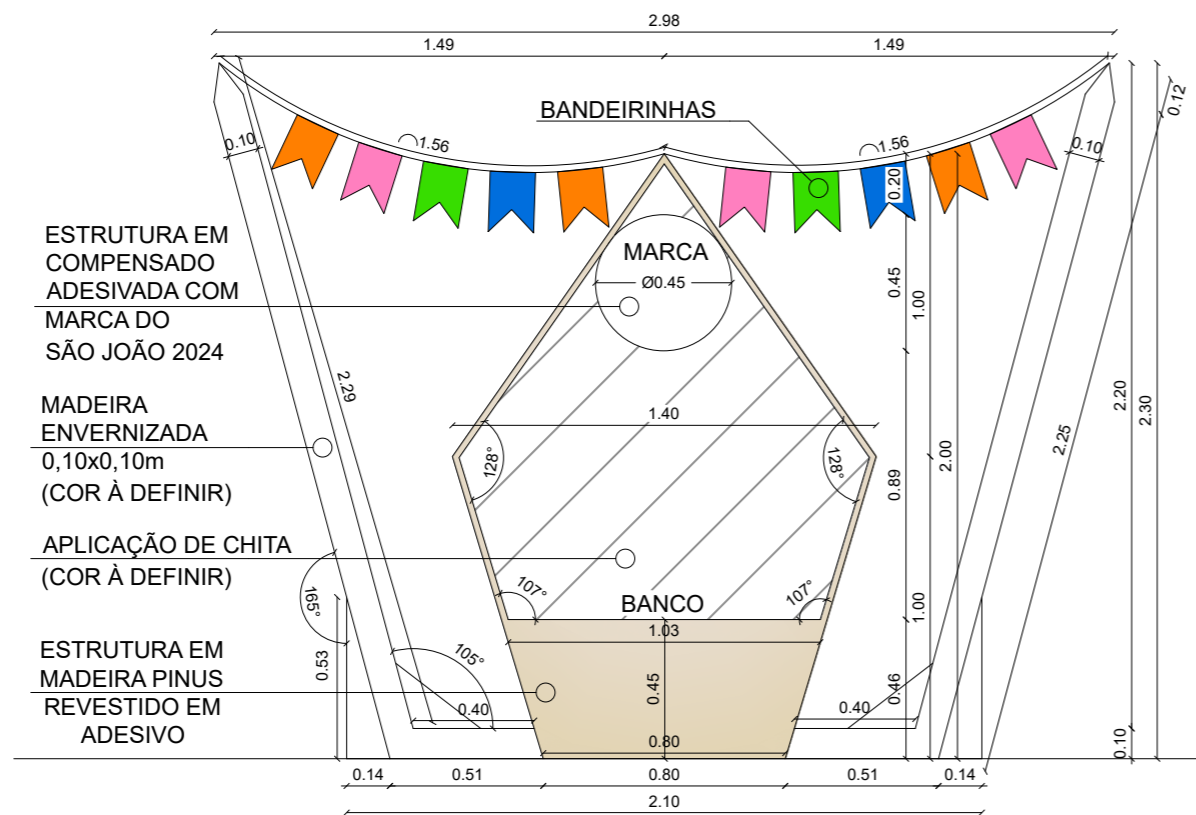 2.98
1.49
1.49
BANDEIRINHAS
0.12
0.10
1.56
1.56
0.10
0.20
ESTRUTURA EM
COMPENSADO
ADESIVADA COM
MARCA DO
SÃO JOÃO 2024
MARCA
Ø0.45
0.45
1.00
2.29
MADEIRA
ENVERNIZADA
0,10x0,10m
(COR À DEFINIR)
1.40
2.20
2.30
128°
128°
2.25
0.89
2.00
APLICAÇÃO DE CHITA
(COR À DEFINIR)
107°
107°
165°
BANCO
1.03
1.00
ESTRUTURA EM
MADEIRA PINUS
REVESTIDO EM
ADESIVO
0.53
105°
0.45
0.46
0.40
0.40
0.80
0.10
0.14
0.51
0.80
0.51
0.14
2.10